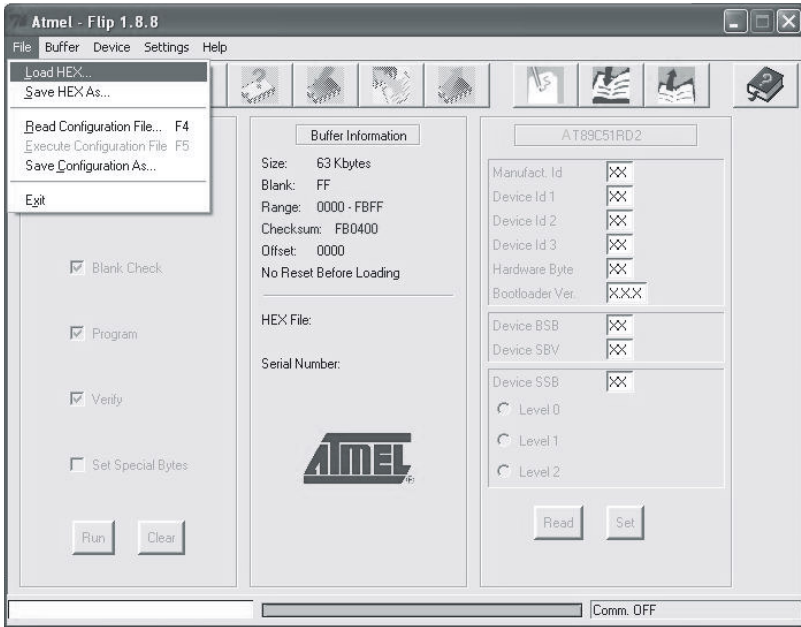 Atmel - Flip 1.8.8
File Buffer Device Settings Help
Load HEX...
Save HEX As...
Read Configuration File... F4
Execute Configuration File F5
Save Configuration As...
Exit
Blank Check
Program
Verify
Set Special Bytes
Run Clear
Buffer Information
Size: 63 Kbytes
Blank: FF
Range: 0000 - FBFF
Checksum: FB0400
Offset: 0000
No Reset Before Loading
HEX File:
Serial Number:
ATMEL
AT89C51RD2
Manufact. Id XX
Device Id 1 XX
Device Id 2 XX
Device Id 3 XX
Hardware Byte XX
Bootloader Ver. XXX
Device BSB XX
Device SBV XX
Device SSB XX
Level 0
Level 1
Level 2
Read Set
Comm. OFF